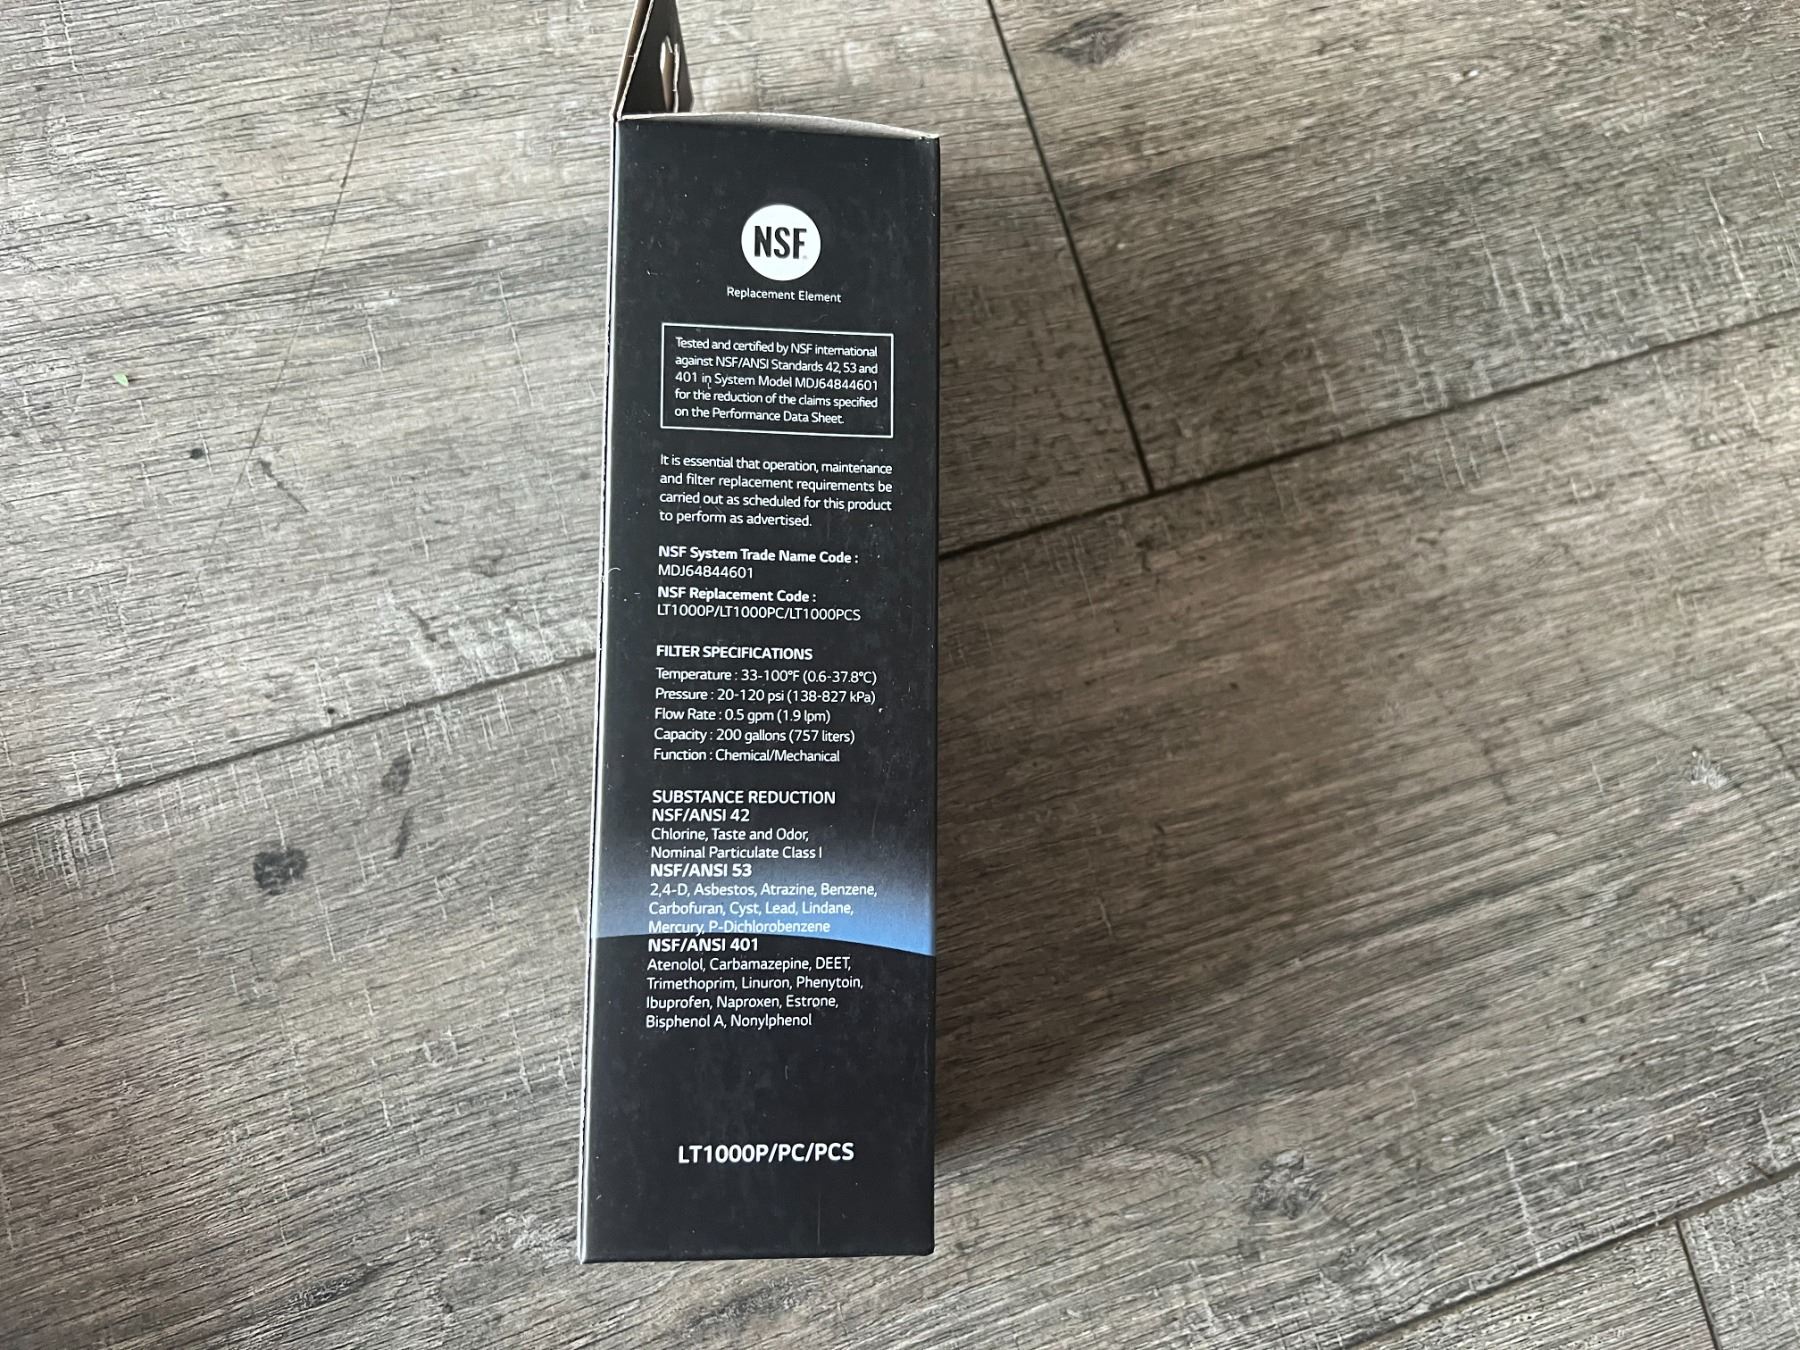 NSF
Replacement Element
Tested and certified by NSF international
against NSF/ANSI Standards 42, 53 and
401 in System Model MDJ64844601
for the reduction of the claims specified
on the Performance Data Sheet.
It is essential that operation, maintenance
and filter replacement requirements be
carried out as scheduled for this product
to perform as advertised.
NSF System Trade Name Code :
MDJ64844601
NSF Replacement Code :
LT1000P/LT1000PC/LT1000PCS
FILTER SPECIFICATIONS
Temperature : 33-100°F (0.6-37.8°C)
Pressure : 20-120 psi (138-827 kPa)
Flow Rate : 0.5 gpm (1.9 lpm)
Capacity : 200 gallons (757 liters)
Function : Chemical/Mechanical
SUBSTANCE REDUCTION
NSF/ANSI 42
Chlorine, Taste and Odor,
Nominal Particulate Class I
NSF/ANSI 53
2,4-D, Asbestos, Atrazine, Benzene,
Carbofuran, Cyst, Lead, Lindane,
Mercury, P-Dichlorobenzene
NSF/ANSI 401
Atenolol, Carbamazepine, DEET,
Trimethoprim, Linuron, Phenytoin,
Ibuprofen, Naproxen, Estrone,
Bisphenol A, Nonylphenol
LT1000P/PC/PCS